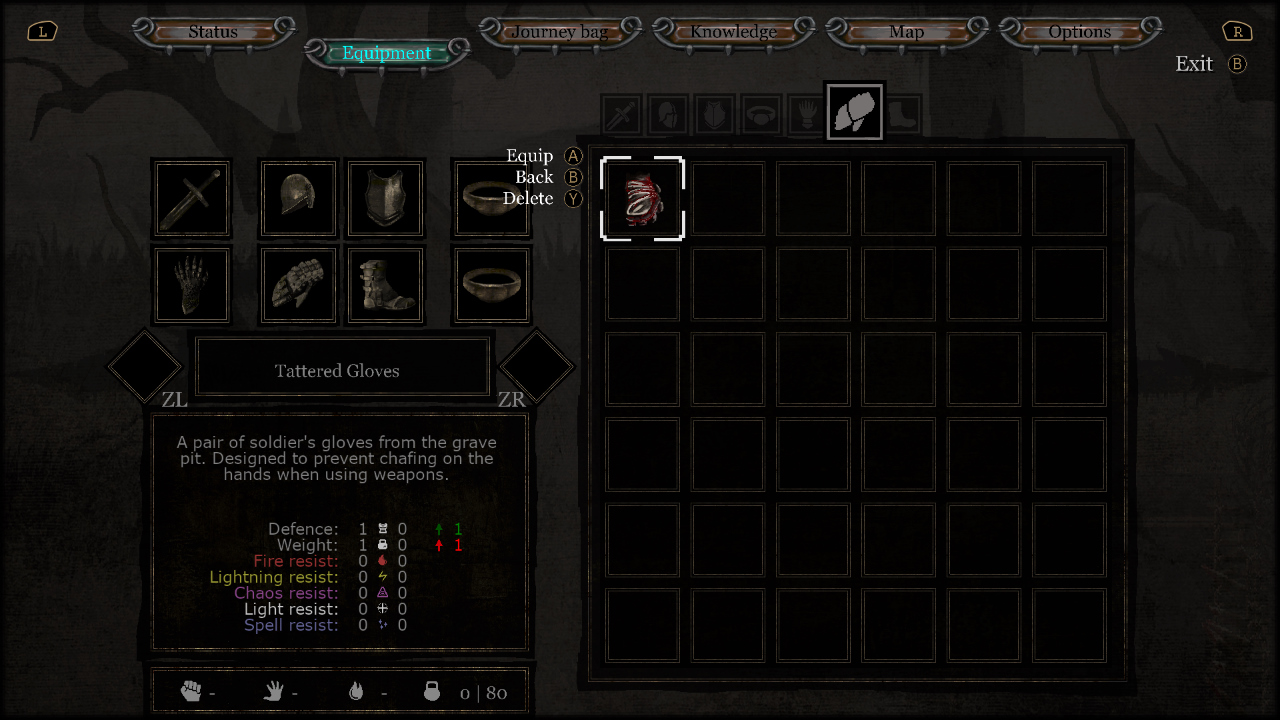 L
Status
Equipment
Journey bag
Knowledge
Map
Options
R
Exit B
Equip A
Back B
Delete Y
Tattered Gloves
ZL
ZR
A pair of soldier's gloves from the grave
pit. Designed to prevent chafing on the
hands when using weapons.
Defence: 1 0 1
Weight: 1 0 1
Fire resist: 0 0
Lightning resist: 0 0
Chaos resist: 0 0
Light resist: 0 0
Spell resist: 0 0
- - - 0 | 80